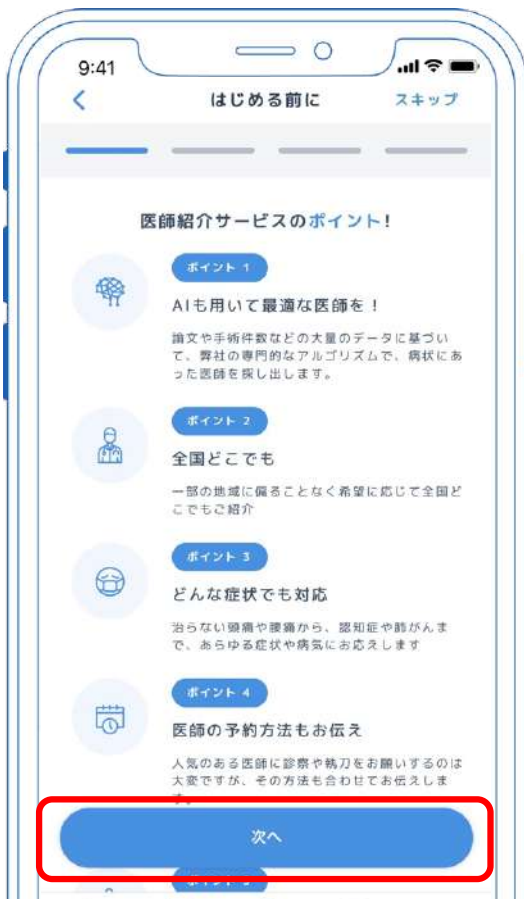 9:41
はじめる前に
スキップ
医師紹介サービスのポイント!
ポイント 1
AIも用いて最適な医師を!
論文や手術件数などの大量のデータに基づい
て、弊社の専門的なアルゴリズムで、病状にあ
った医師を探し出します。
ポイント 2
全国どこでも
一部の地域に偏ることなく希望に応じて全国ど
こでもご紹介
ポイント 3
どんな症状でも対応
治らない頭痛や腰痛から、認知症や肺がんま
で、あらゆる症状や病気にお応えします
ポイント 4
医師の予約方法もお伝え
人気のある医師に診察や執刀をお願いするのは
大変ですが、その方法も合わせてお伝えしま
す。
次へ